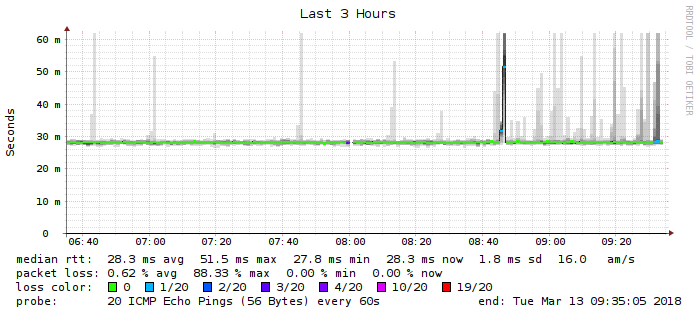 Last 3 Hours
RRDTOOL / TOBI OETIKER
Seconds
60 m
50 m
40 m
30 m
20 m
10 m
0
06:40 07:00 07:20 07:40 08:00 08:20 08:40 09:00 09:20
median rtt: 28.3 ms avg 51.5 ms max 27.8 ms min 28.3 ms now 1.8 ms sd 16.0 am/s
packet loss: 0.62 % avg 88.33 % max 0.00 % min 0.00 % now
loss color: 0 1/20 2/20 3/20 4/20 10/20 19/20
probe: 20 ICMP Echo Pings (56 Bytes) every 60s end: Tue Mar 13 09:35:05 2018